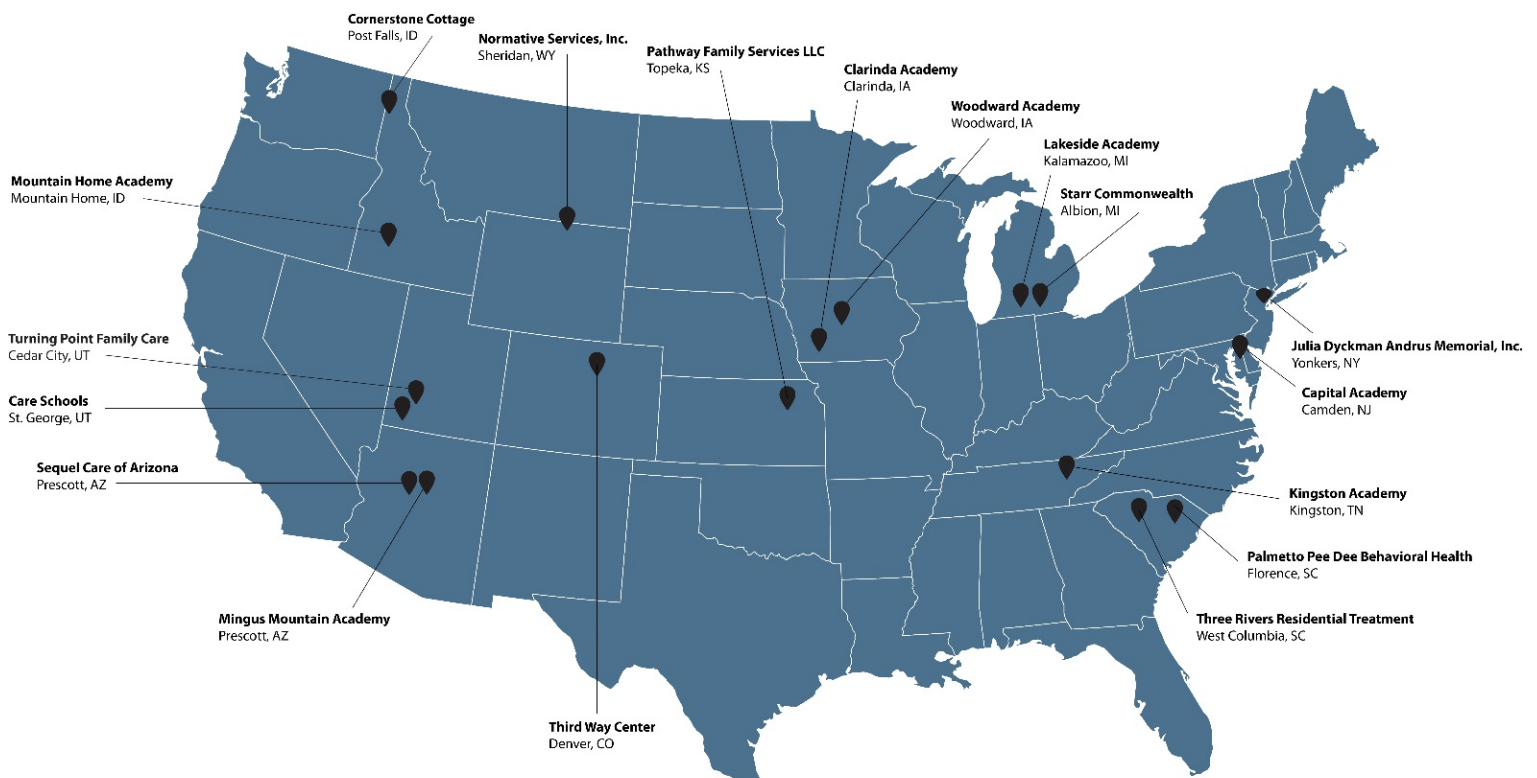 Cornerstone Cottage
Post Falls, ID
Normative Services, Inc.
Sheridan, WY
Pathway Family Services LLC
Topeka, KS
Clarinda Academy
Clarinda, IA
Woodward Academy
Woodward, IA
Lakeside Academy
Kalamazoo, MI
Starr Commonwealth
Albion, MI
Mountain Home Academy
Mountain Home, ID
Turning Point Family Care
Cedar City, UT
Care Schools
St. George, UT
Sequel Care of Arizona
Prescott, AZ
Mingus Mountain Academy
Prescott, AZ
Third Way Center
Denver, CO
Julia Dyckman Andrus Memorial, Inc.
Yonkers, NY
Capital Academy
Camden, NJ
Kingston Academy
Kingston, TN
Palmetto Pee Dee Behavioral Health
Florence, SC
Three Rivers Residential Treatment
West Columbia, SC